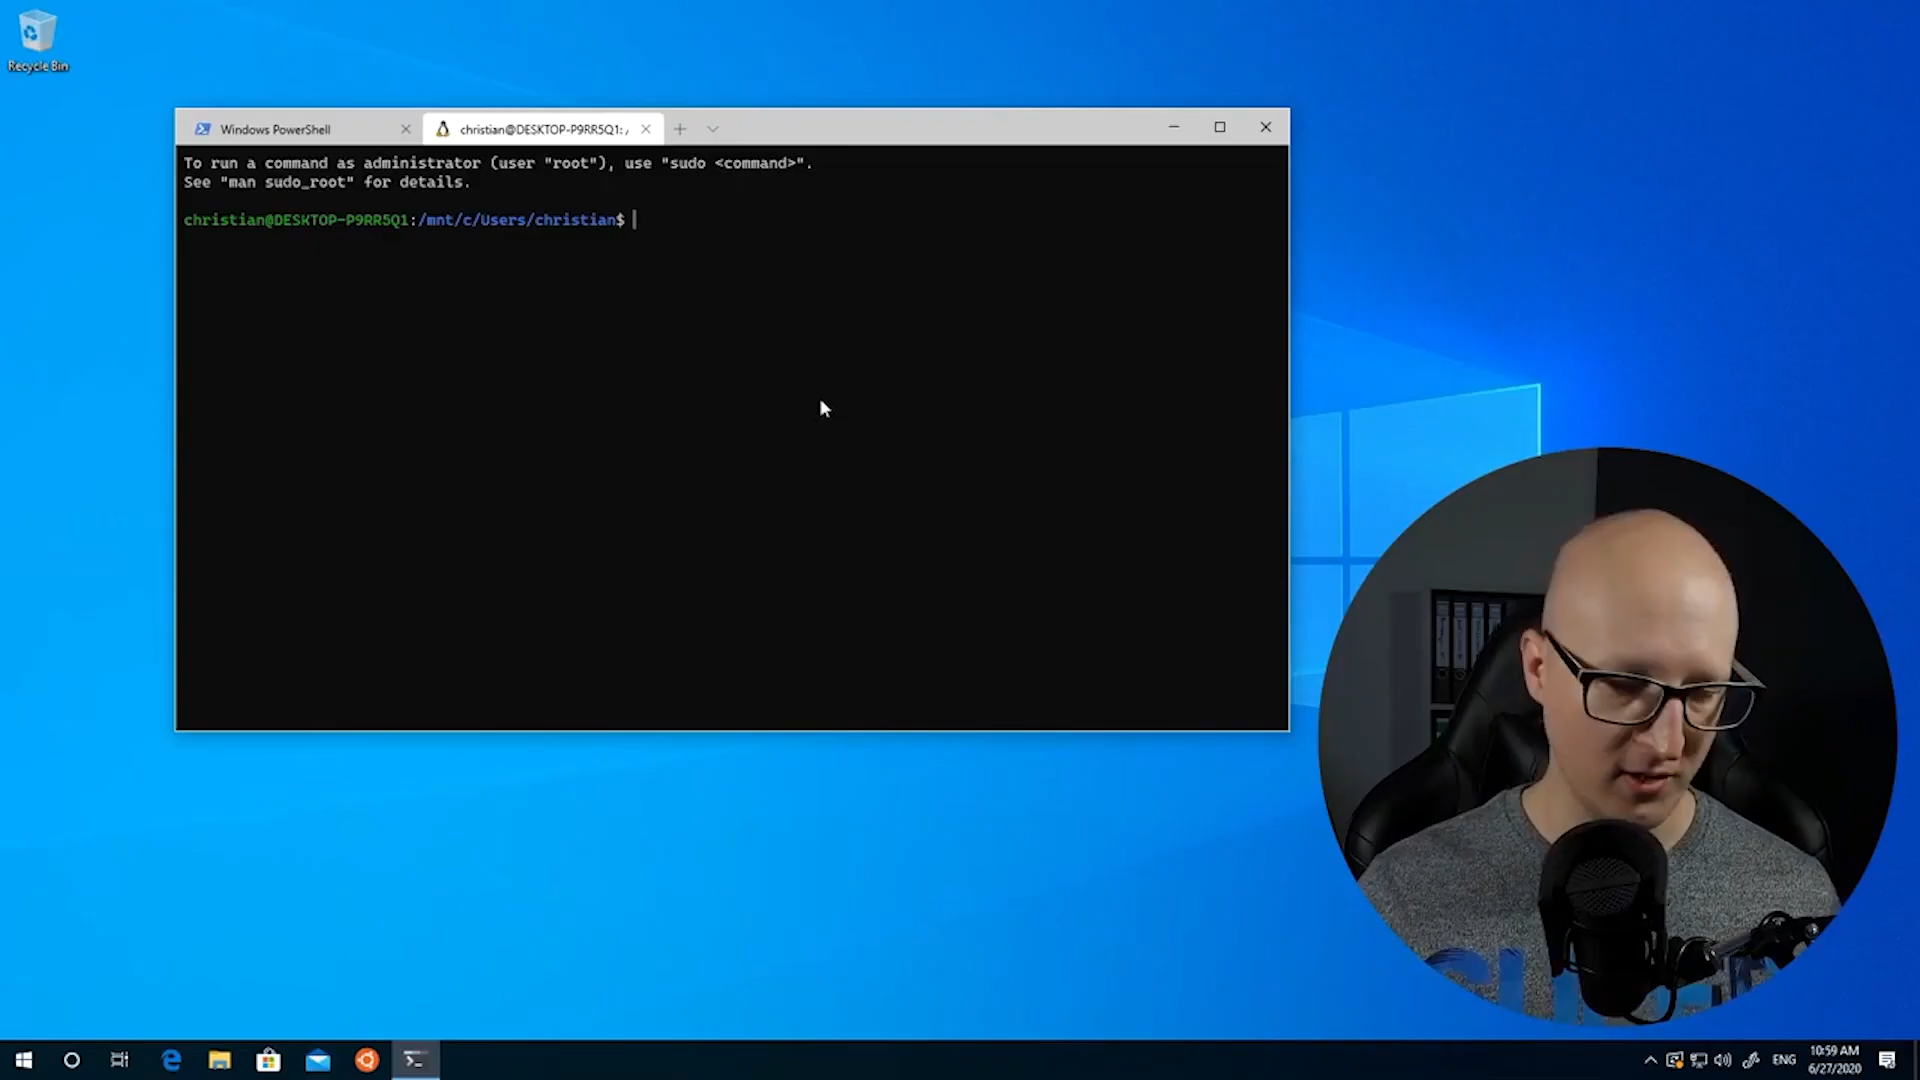 Recycle Bin
Windows PowerShell
christian@DESKTOP-P9RR5Q1: /
To run a command as administrator (user "root"), use "sudo <command>".
See "man sudo_root" for details.
christian@DESKTOP-P9RR5Q1:/mnt/c/Users/christian$
ENG
10:59 AM
6/27/2020